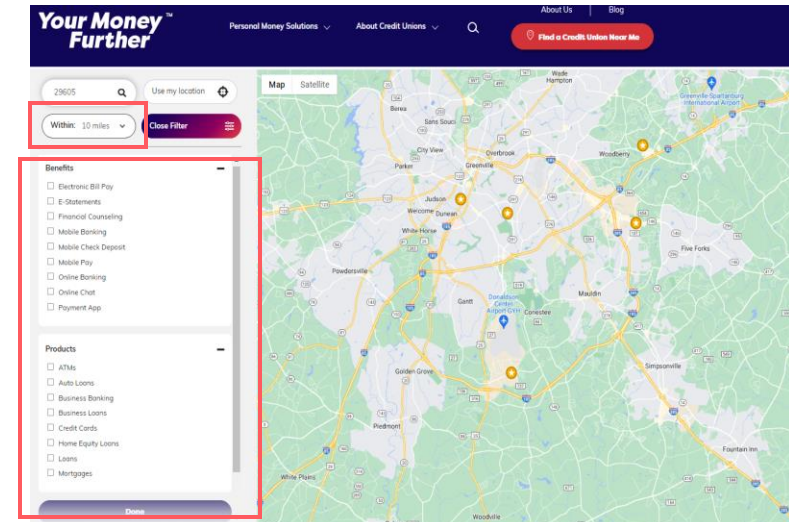 Your Money ™
Further
Personal Money Solutions
About Credit Unions
About Us | Blog
Find a Credit Union Near Me
29605
Use my location
Within: 10 miles
Close Filter
Benefits
Electronic Bill Pay
E-Statements
Financial Counseling
Mobile Banking
Mobile Check Deposit
Mobile Pay
Online Banking
Online Chat
Payment App
Products
ATMs
Auto Loans
Business Banking
Business Loans
Credit Cards
Home Equity Loans
Loans
Mortgages
Done
Map Satellite
Wade
Hampton
Greenville-Spartanburg
International Airport
Berea
Sans Souci
City View
Overbrook
Woodberry
Parker
Greenville
Judson
Welcome
Dunean
White Horse
Five Forks
Powdersville
Gantt
Donaldson
Center
Airport-GYH
Conestee
Mauldin
Golden Grove
Simpsonville
Piedmont
Fountain Inn
White Plains
Woodville